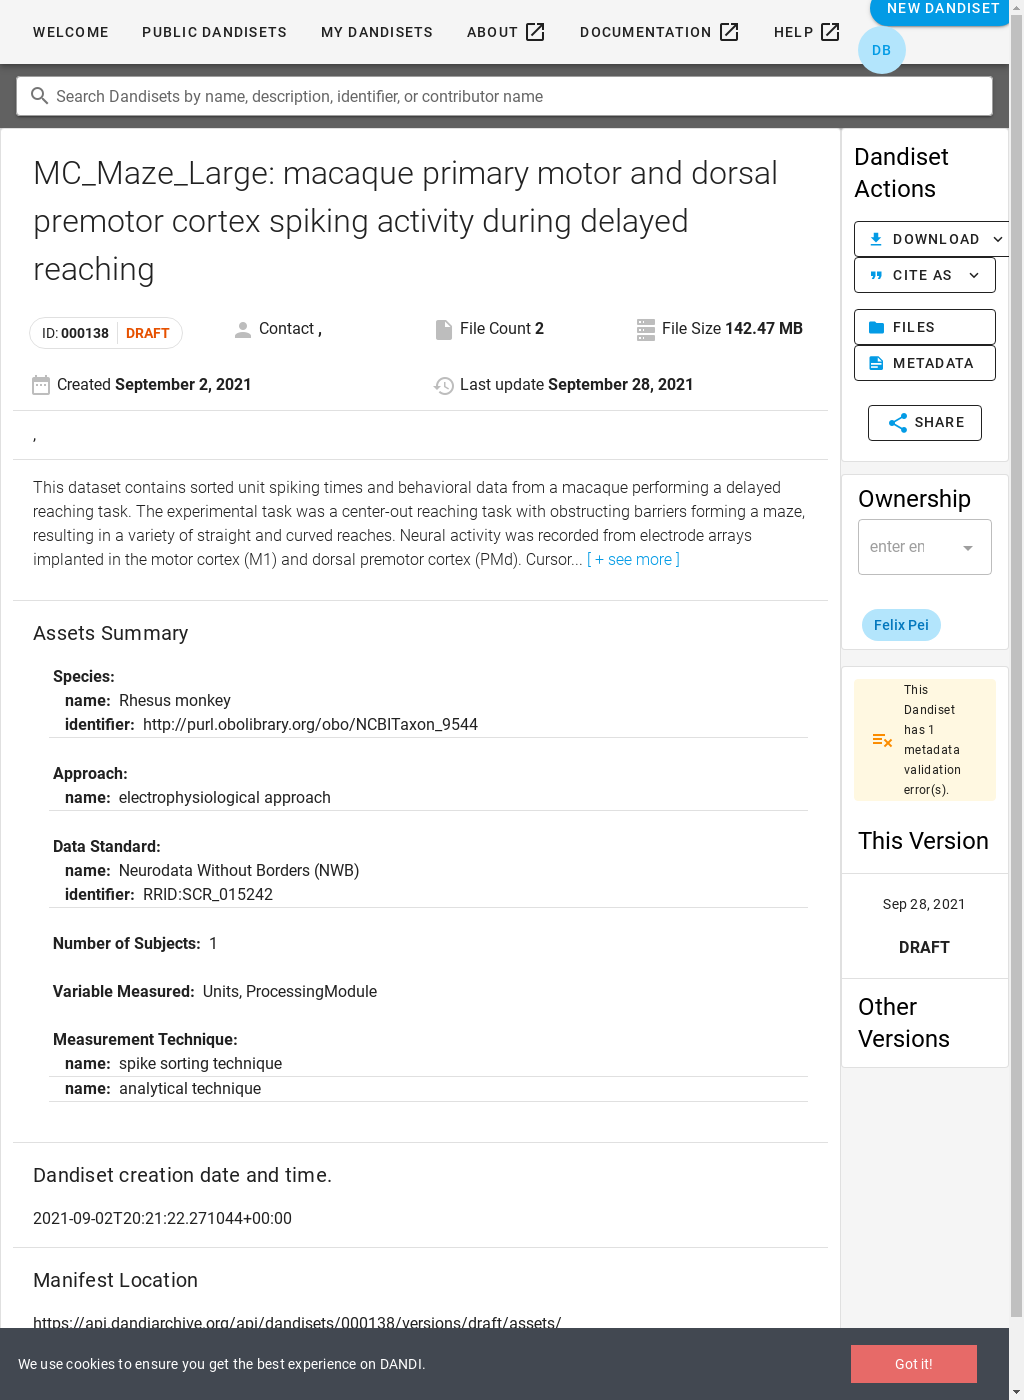 WELCOME PUBLIC DANDISETS MY DANDISETS ABOUT DOCUMENTATION HELP NEW DANDISET
DB
Search Dandisets by name, description, identifier, or contributor name
MC_Maze_Large: macaque primary motor and dorsal
premotor cortex spiking activity during delayed
reaching
ID: 000138 DRAFT Contact , File Count 2 File Size 142.47 MB
Created September 2, 2021 Last update September 28, 2021
,
This dataset contains sorted unit spiking times and behavioral data from a macaque performing a delayed
reaching task. The experimental task was a center-out reaching task with obstructing barriers forming a maze,
resulting in a variety of straight and curved reaches. Neural activity was recorded from electrode arrays
implanted in the motor cortex (M1) and dorsal premotor cortex (PMd). Cursor... [ + see more ]
Assets Summary
Species:
name: Rhesus monkey
identifier: http://purl.obolibrary.org/obo/NCBITaxon_9544
Approach:
name: electrophysiological approach
Data Standard:
name: Neurodata Without Borders (NWB)
identifier: RRID:SCR_015242
Number of Subjects: 1
Variable Measured: Units, ProcessingModule
Measurement Technique:
name: spike sorting technique
name: analytical technique
Dandiset creation date and time.
2021-09-02T20:21:22.271044+00:00
Manifest Location
https://api.dandiarchive.org/api/dandisets/000138/versions/draft/assets/
Dandiset
Actions
DOWNLOAD
CITE AS
FILES
METADATA
SHARE
Ownership
enter en
Felix Pei
This
Dandiset
has 1
metadata
validation
error(s).
This Version
Sep 28, 2021
DRAFT
Other
Versions
We use cookies to ensure you get the best experience on DANDI.
Got it!